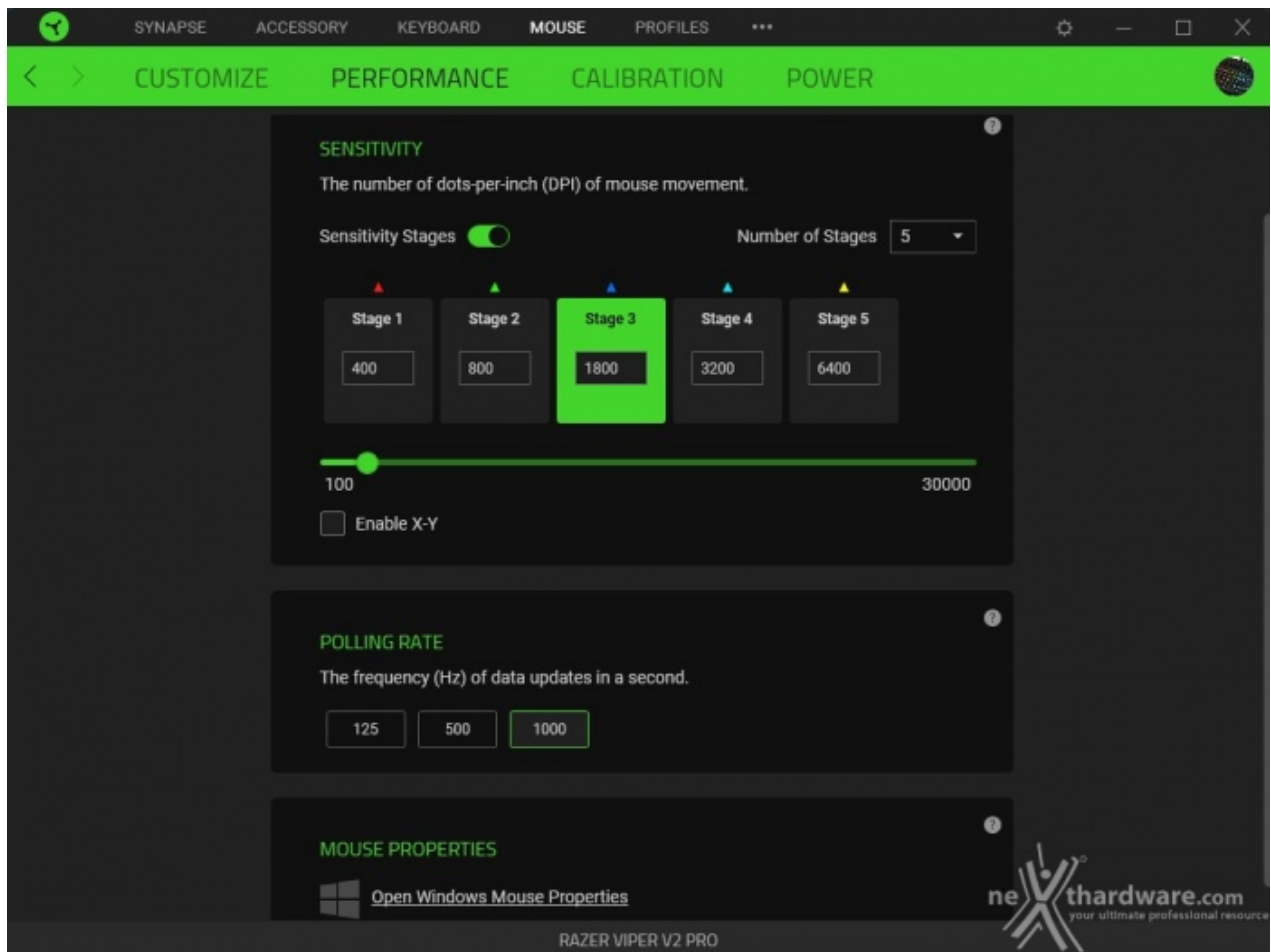 SYNAPSE ACCESSORY KEYBOARD MOUSE PROFILES •••
CUSTOMIZE PERFORMANCE CALIBRATION POWER
SENSITIVITY
The number of dots-per-inch (DPI) of mouse movement.
Sensitivity Stages Number of Stages 5
Stage 1 Stage 2 Stage 3 Stage 4 Stage 5
400 800 1800 3200 6400
100 30000
Enable X-Y
POLLING RATE
The frequency (Hz) of data updates in a second.
125 500 1000
MOUSE PROPERTIES
Open Windows Mouse Properties
nexthardware.com
your ultimate professional resource
RAZER VIPER V2 PRO